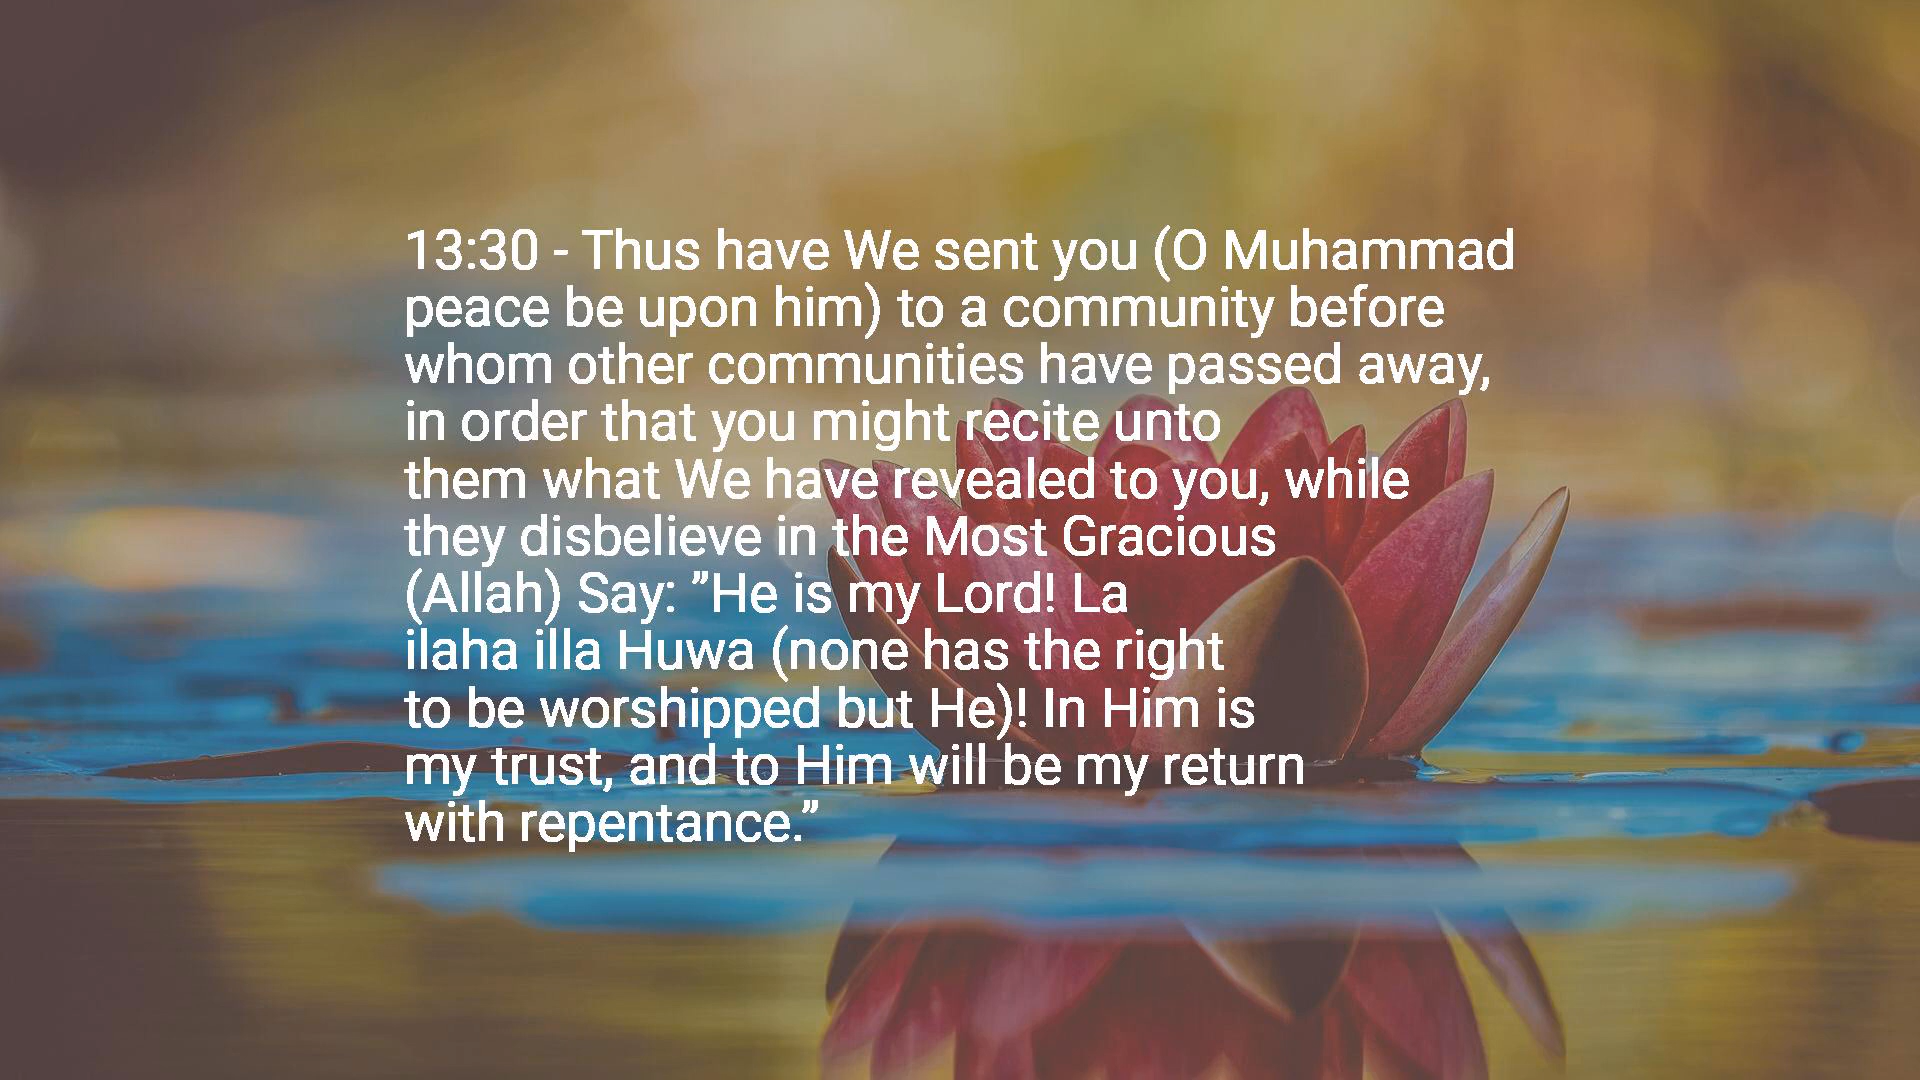 13:30 - Thus have We sent you (O Muhammad
peace be upon him) to a community before
whom other communities have passed away,
in order that you might recite unto
them what We have revealed to you, while
they disbelieve in the Most Gracious
(Allah) Say: ”He is my Lord! La
ilaha illa Huwa (none has the right
to be worshipped but He)! In Him is
my trust, and to Him will be my return
with repentance.”